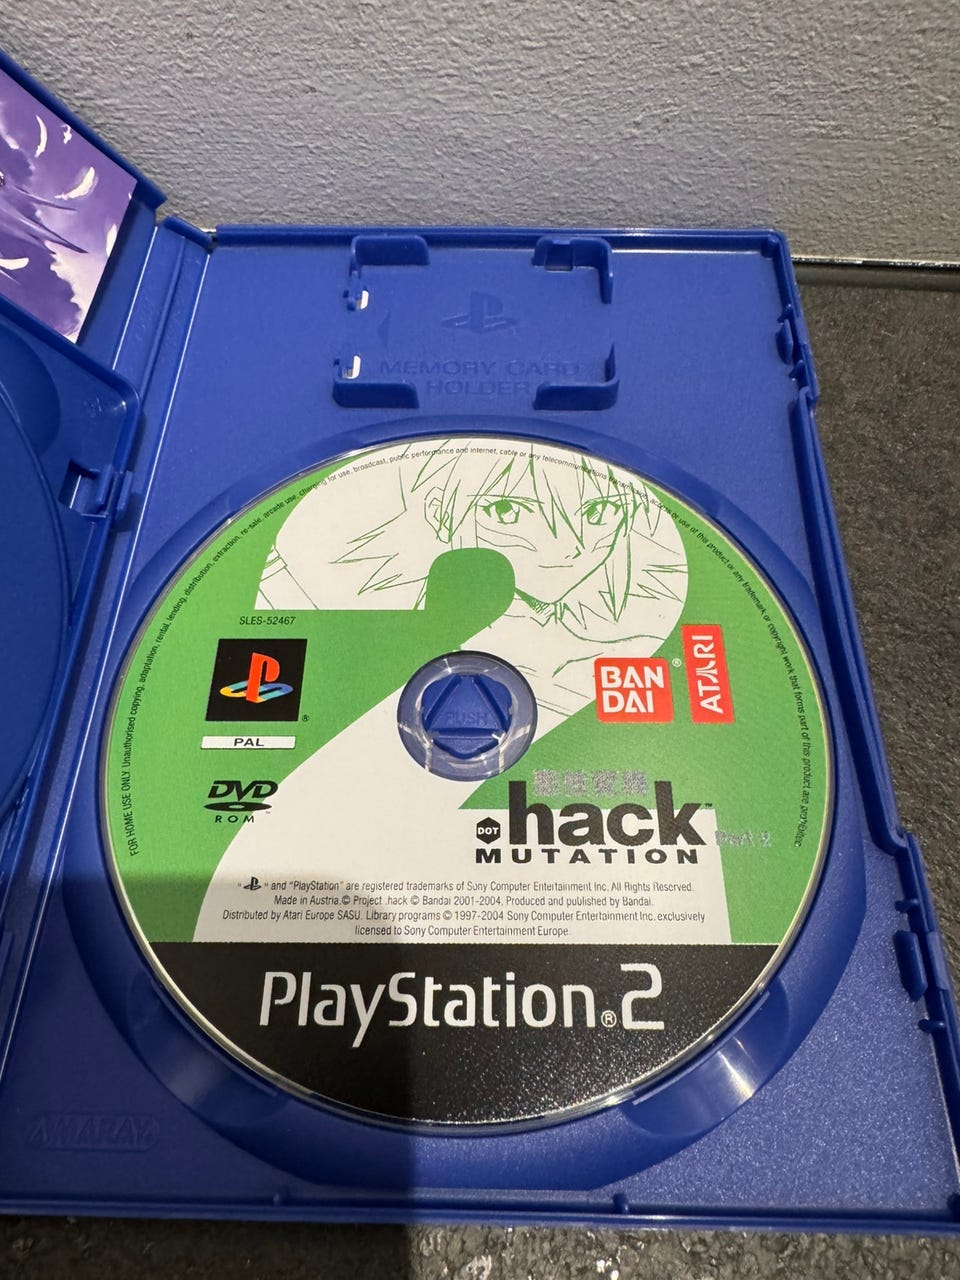 MEMORY CARD
HOLDER
FOR HOME USE ONLY. Unauthorised copying, adaptation, rental, lending, distribution, extraction, re-sale, arcade use, charging for use, broadcast, public performance and internet, cable or any telecommunications transmission, access or use of this product or any trademark or copyright work that forms part of this product are prohibited.
2
SLES-52467
®
PAL
DVD
ROM ™
BAN
DAI
®
ATARI
PUSH
DOT
.hack™
Part 2
MUTATION
" " and "PlayStation" are registered trademarks of Sony Computer Entertainment Inc. All Rights Reserved.
Made in Austria. © Project .hack © Bandai 2001-2004. Produced and published by Bandai.
Distributed by Atari Europe SASU. Library programs © 1997-2004 Sony Computer Entertainment Inc. exclusively
licensed to Sony Computer Entertainment Europe.
PlayStation®2
AMARAY